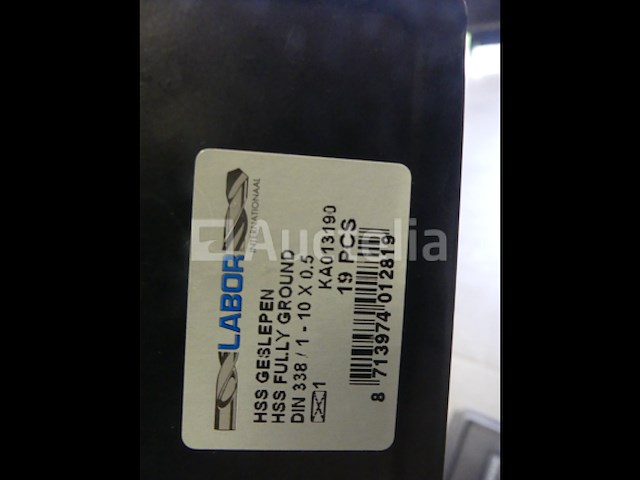 LABOR
INTERNATIONAAL
HSS GESLEPEN
HSS FULLY GROUND
DIN 338 / 1 - 10 X 0.5
1
KA013190
19 PCS
8 713974 012819
Auctelia